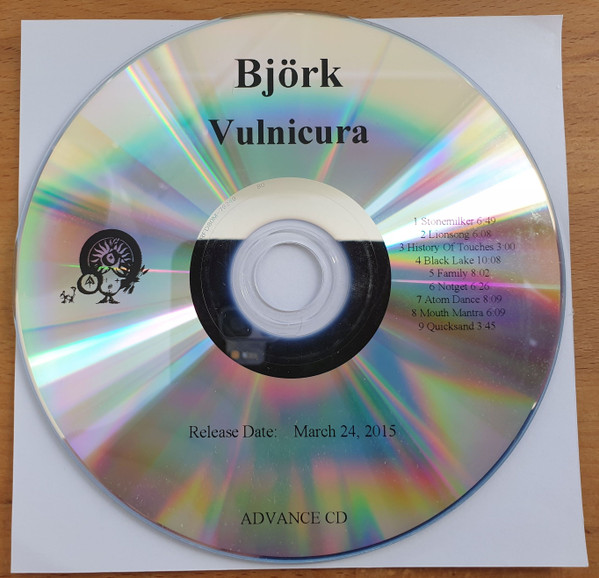 Björk
Vulnicura
1 Stonemilker 6:49
2 Lionsong 6:08
3 History Of Touches 3:00
4 Black Lake 10:08
5 Family 8:02
6 Notget 6:26
7 Atom Dance 8:09
8 Mouth Mantra 6:09
9 Quicksand 3:45
Release Date: March 24, 2015
ADVANCE CD